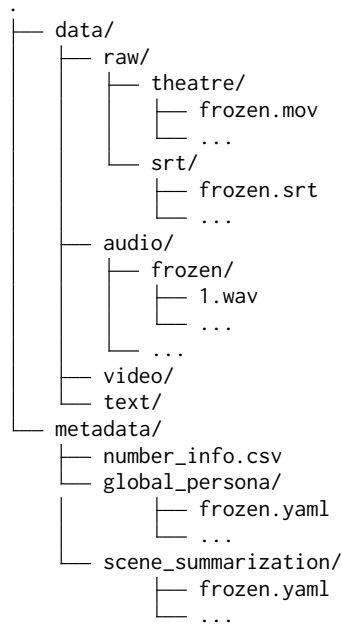 .
├── data/
│   ├── raw/
│   │   ├── theatre/
│   │   │   ├── frozen.mov
│   │   │   └── ...
│   │   └── srt/
│   │       ├── frozen.srt
│   │       └── ...
│   ├── audio/
│   │   ├── frozen/
│   │   │   ├── 1.wav
│   │   │   └── ...
│   │   └── ...
│   ├── video/
│   └── text/
└── metadata/
    ├── number_info.csv
    ├── global_persona/
    │       ├── frozen.yaml
    │       └── ...
    └── scene_summarization/
            ├── frozen.yaml
            └── ...